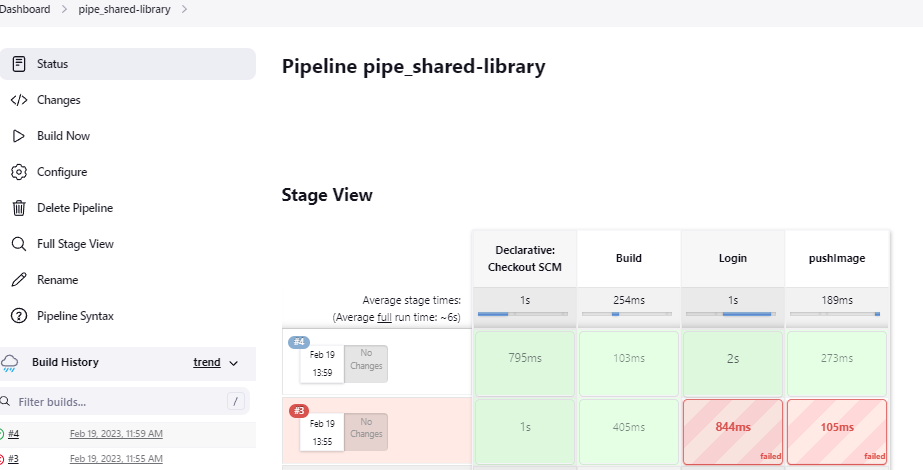 Dashboard > pipe_shared-library >
Status
Changes
Build Now
Configure
Delete Pipeline
Full Stage View
Rename
Pipeline Syntax
Build History trend
Filter builds... /
#4 Feb 19, 2023, 11:59 AM
#3 Feb 19, 2023, 11:55 AM
Pipeline pipe_shared-library
Stage View
Declarative:
Checkout SCM
Build
Login
pushImage
Average stage times:
(Average full run time: ~6s)
1s
254ms
1s
189ms
#4
Feb 19
13:59
No
Changes
795ms
103ms
2s
273ms
#3
Feb 19
13:55
No
Changes
1s
405ms
844ms
failed
105ms
failed